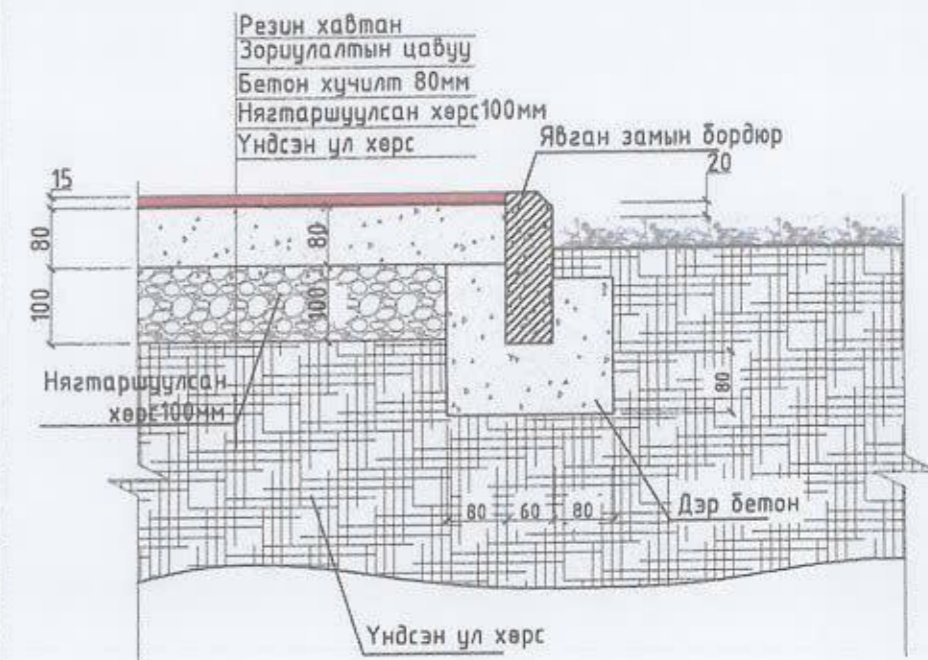 Резин хавтан
Зориулалтын цавуу
Бетон хучилт 80мм
Нягтаршуулсан хөрс100мм
Үндсэн ул хөрс
Явган замын бордюр
20
15
80
80
100
100
Нягтаршуулсан
хөрс100мм
80
80 60 80
Дэр бетон
Үндсэн ул хөрс